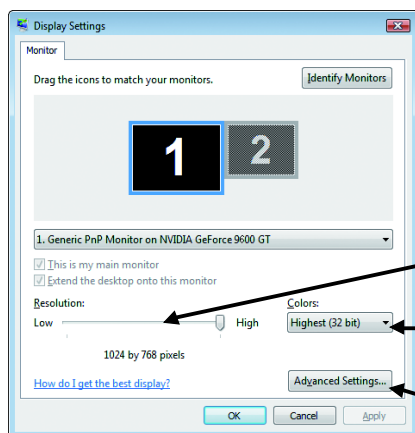 Display Settings
Monitor
Drag the icons to match your monitors.
Identify Monitors
1
2
1. Generic PnP Monitor on NVIDIA GeForce 9600 GT
This is my main monitor
Extend the desktop onto this monitor
Resolution:
Colors:
Low
High
Highest (32 bit)
1024 by 768 pixels
How do I get the best display?
Advanced Settings...
OK
Cancel
Apply